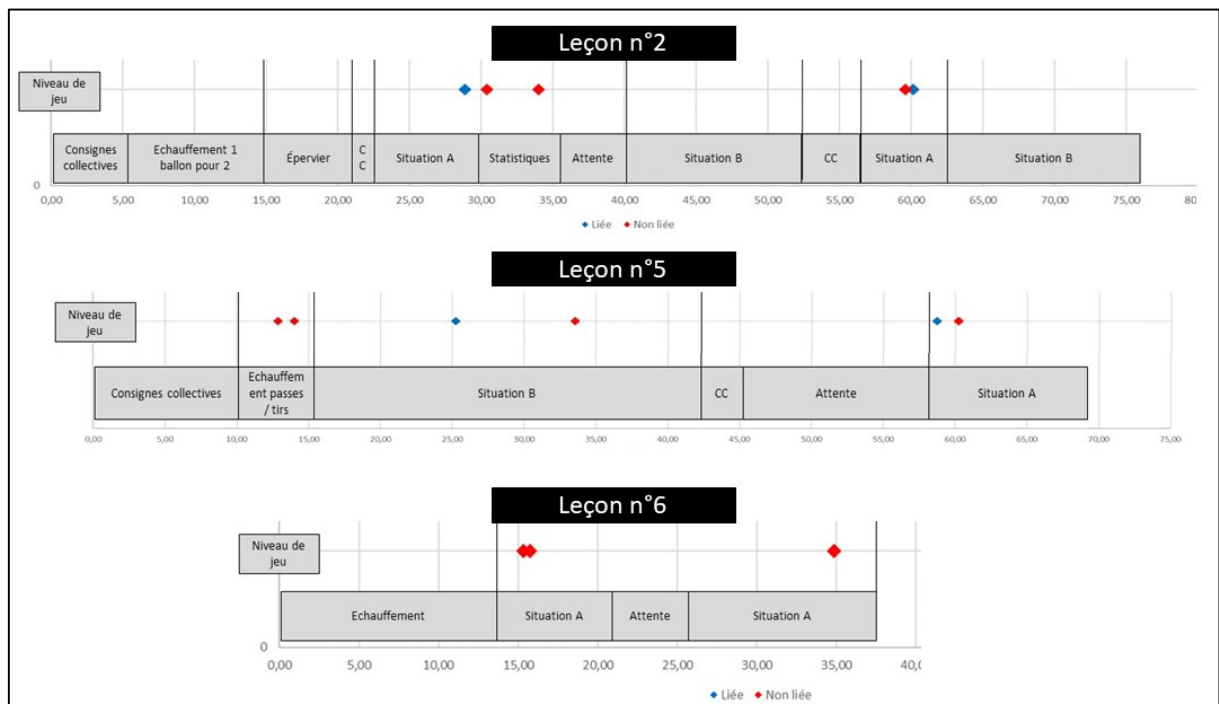 Leçon n°2
Niveau de
jeu
Consignes
collectives
Echauffement 1
ballon pour 2
Épervier
C
C
Situation A
Statistiques
Attente
Situation B
CC
Situation A
Situation B
0
0,00 5,00 10,00 15,00 20,00 25,00 30,00 35,00 40,00 45,00 50,00 55,00 60,00 65,00 70,00 75,00 80
Liée Non liée
Leçon n°5
Niveau de
jeu
Consignes collectives
Echauffem
ent passes
/ tirs
Situation B
CC
Attente
Situation A
0,00 5,00 10,00 15,00 20,00 25,00 30,00 35,00 40,00 45,00 50,00 55,00 60,00 65,00 70,00 75,00
Leçon n°6
Niveau de
jeu
Echauffement
Situation A
Attente
Situation A
0
0,00 5,00 10,00 15,00 20,00 25,00 30,00 35,00 40,0
Liée Non liée